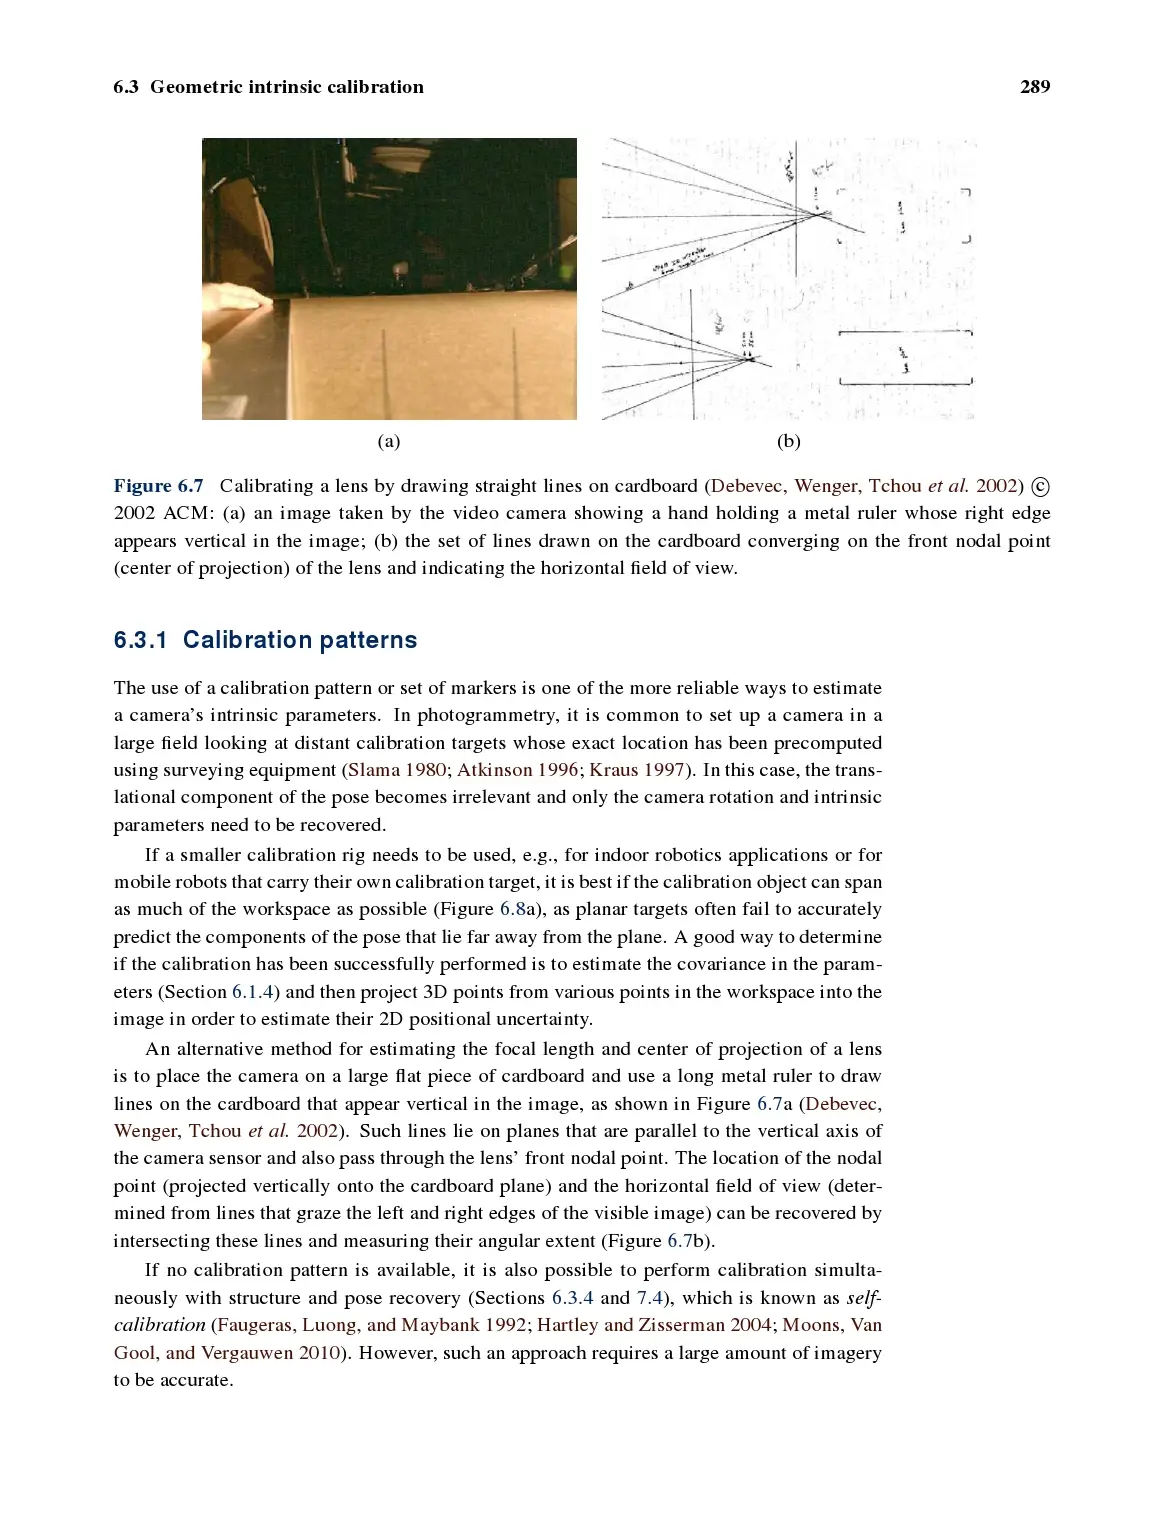 6.3 Geometric intrinsic calibration 289
(a) (b)
Figure 6.7 Calibrating a lens by drawing straight lines on cardboard (Debevec, Wenger, Tchou et al. 2002) ©
2002 ACM: (a) an image taken by the video camera showing a hand holding a metal ruler whose right edge
appears vertical in the image; (b) the set of lines drawn on the cardboard converging on the front nodal point
(center of projection) of the lens and indicating the horizontal field of view.
6.3.1 Calibration patterns
The use of a calibration pattern or set of markers is one of the more reliable ways to estimate
a camera's intrinsic parameters. In photogrammetry, it is common to set up a camera in a
large field looking at distant calibration targets whose exact location has been precomputed
using surveying equipment (Slama 1980; Atkinson 1996; Kraus 1997). In this case, the trans-
lational component of the pose becomes irrelevant and only the camera rotation and intrinsic
parameters need to be recovered.
If a smaller calibration rig needs to be used, e.g., for indoor robotics applications or for
mobile robots that carry their own calibration target, it is best if the calibration object can span
as much of the workspace as possible (Figure 6.8a), as planar targets often fail to accurately
predict the components of the pose that lie far away from the plane. A good way to determine
if the calibration has been successfully performed is to estimate the covariance in the param-
eters (Section 6.1.4) and then project 3D points from various points in the workspace into the
image in order to estimate their 2D positional uncertainty.
An alternative method for estimating the focal length and center of projection of a lens
is to place the camera on a large flat piece of cardboard and use a long metal ruler to draw
lines on the cardboard that appear vertical in the image, as shown in Figure 6.7a (Debevec,
Wenger, Tchou et al. 2002). Such lines lie on planes that are parallel to the vertical axis of
the camera sensor and also pass through the lens' front nodal point. The location of the nodal
point (projected vertically onto the cardboard plane) and the horizontal field of view (deter-
mined from lines that graze the left and right edges of the visible image) can be recovered by
intersecting these lines and measuring their angular extent (Figure 6.7b).
If no calibration pattern is available, it is also possible to perform calibration simulta-
neously with structure and pose recovery (Sections 6.3.4 and 7.4), which is known as self-
calibration (Faugeras, Luong, and Maybank 1992; Hartley and Zisserman 2004; Moons, Van
Gool, and Vergauwen 2010). However, such an approach requires a large amount of imagery
to be accurate.